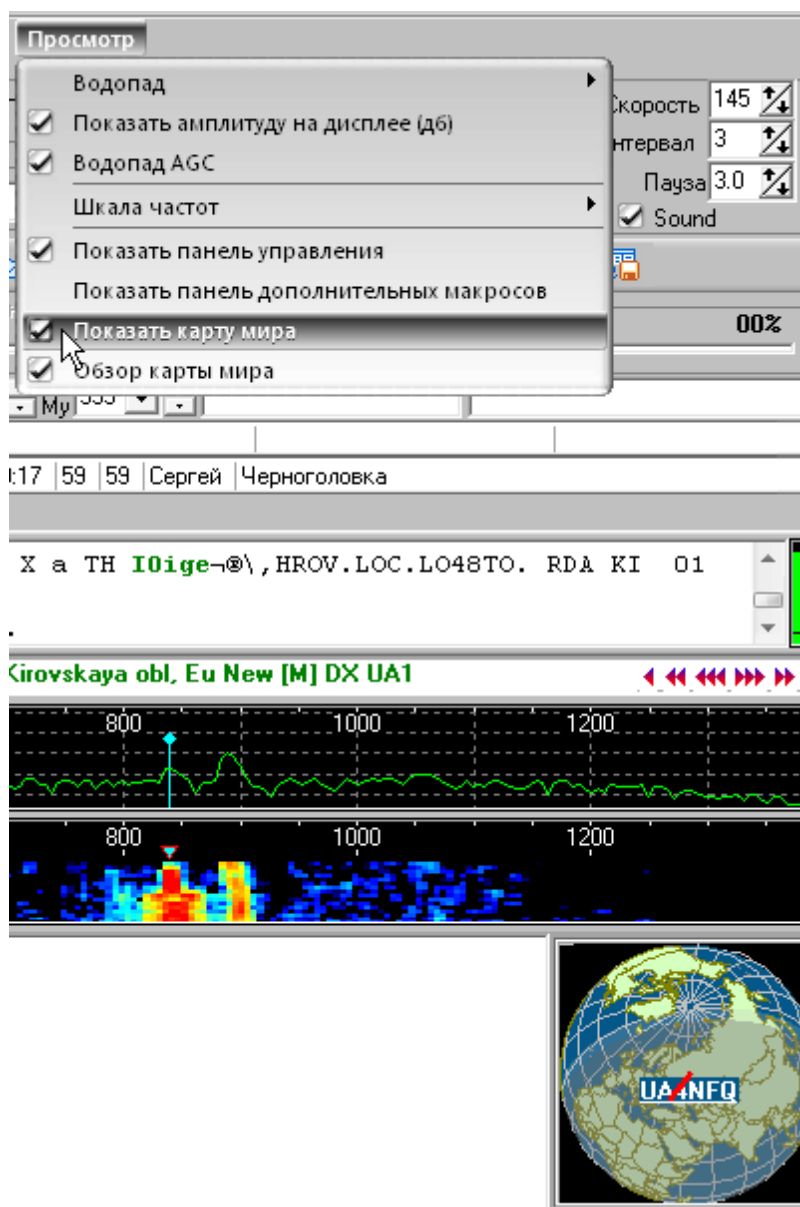 Просмотр
Водопад
Показать амплитуду на дисплее (дб)
Водопад AGC
Шкала частот
Показать панель управления
Показать панель дополнительных макросов
Показать карту мира
Обзор карты мира
Скорость 145
нтервал 3
Пауза 3.0
Sound
00%
My
:17 59 59 Сергей Черноголовка
X a TH I0ige¬®\,HROV.LOC.LO48TO. RDA KI 01
.
Kirovskaya obl, Eu New [M] DX UA1
800 1000 1200
800 1000 1200
UA4NFQ